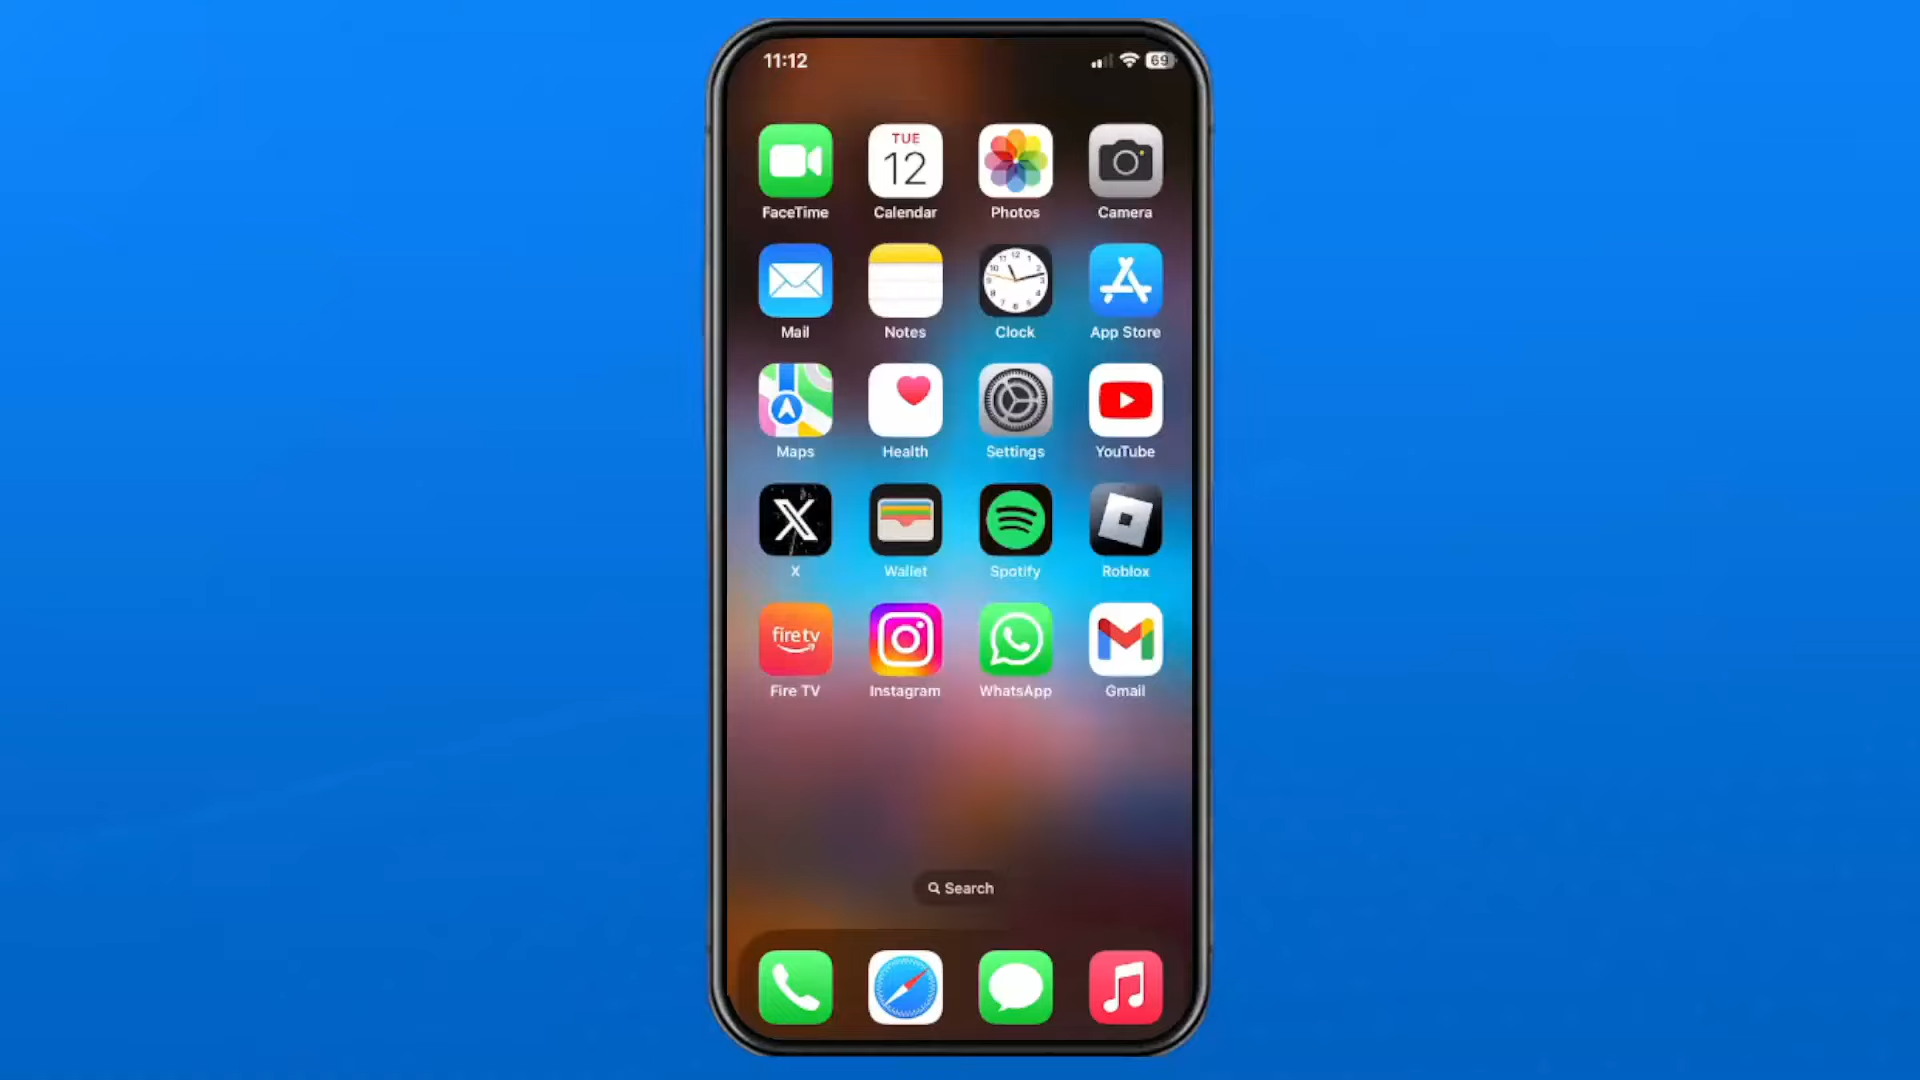 11:12 69
TUE
12
FaceTime Calendar Photos Camera
Mail Notes Clock App Store
Maps Health Settings YouTube
X Wallet Spotify Roblox
firetv
Fire TV Instagram WhatsApp Gmail
Search